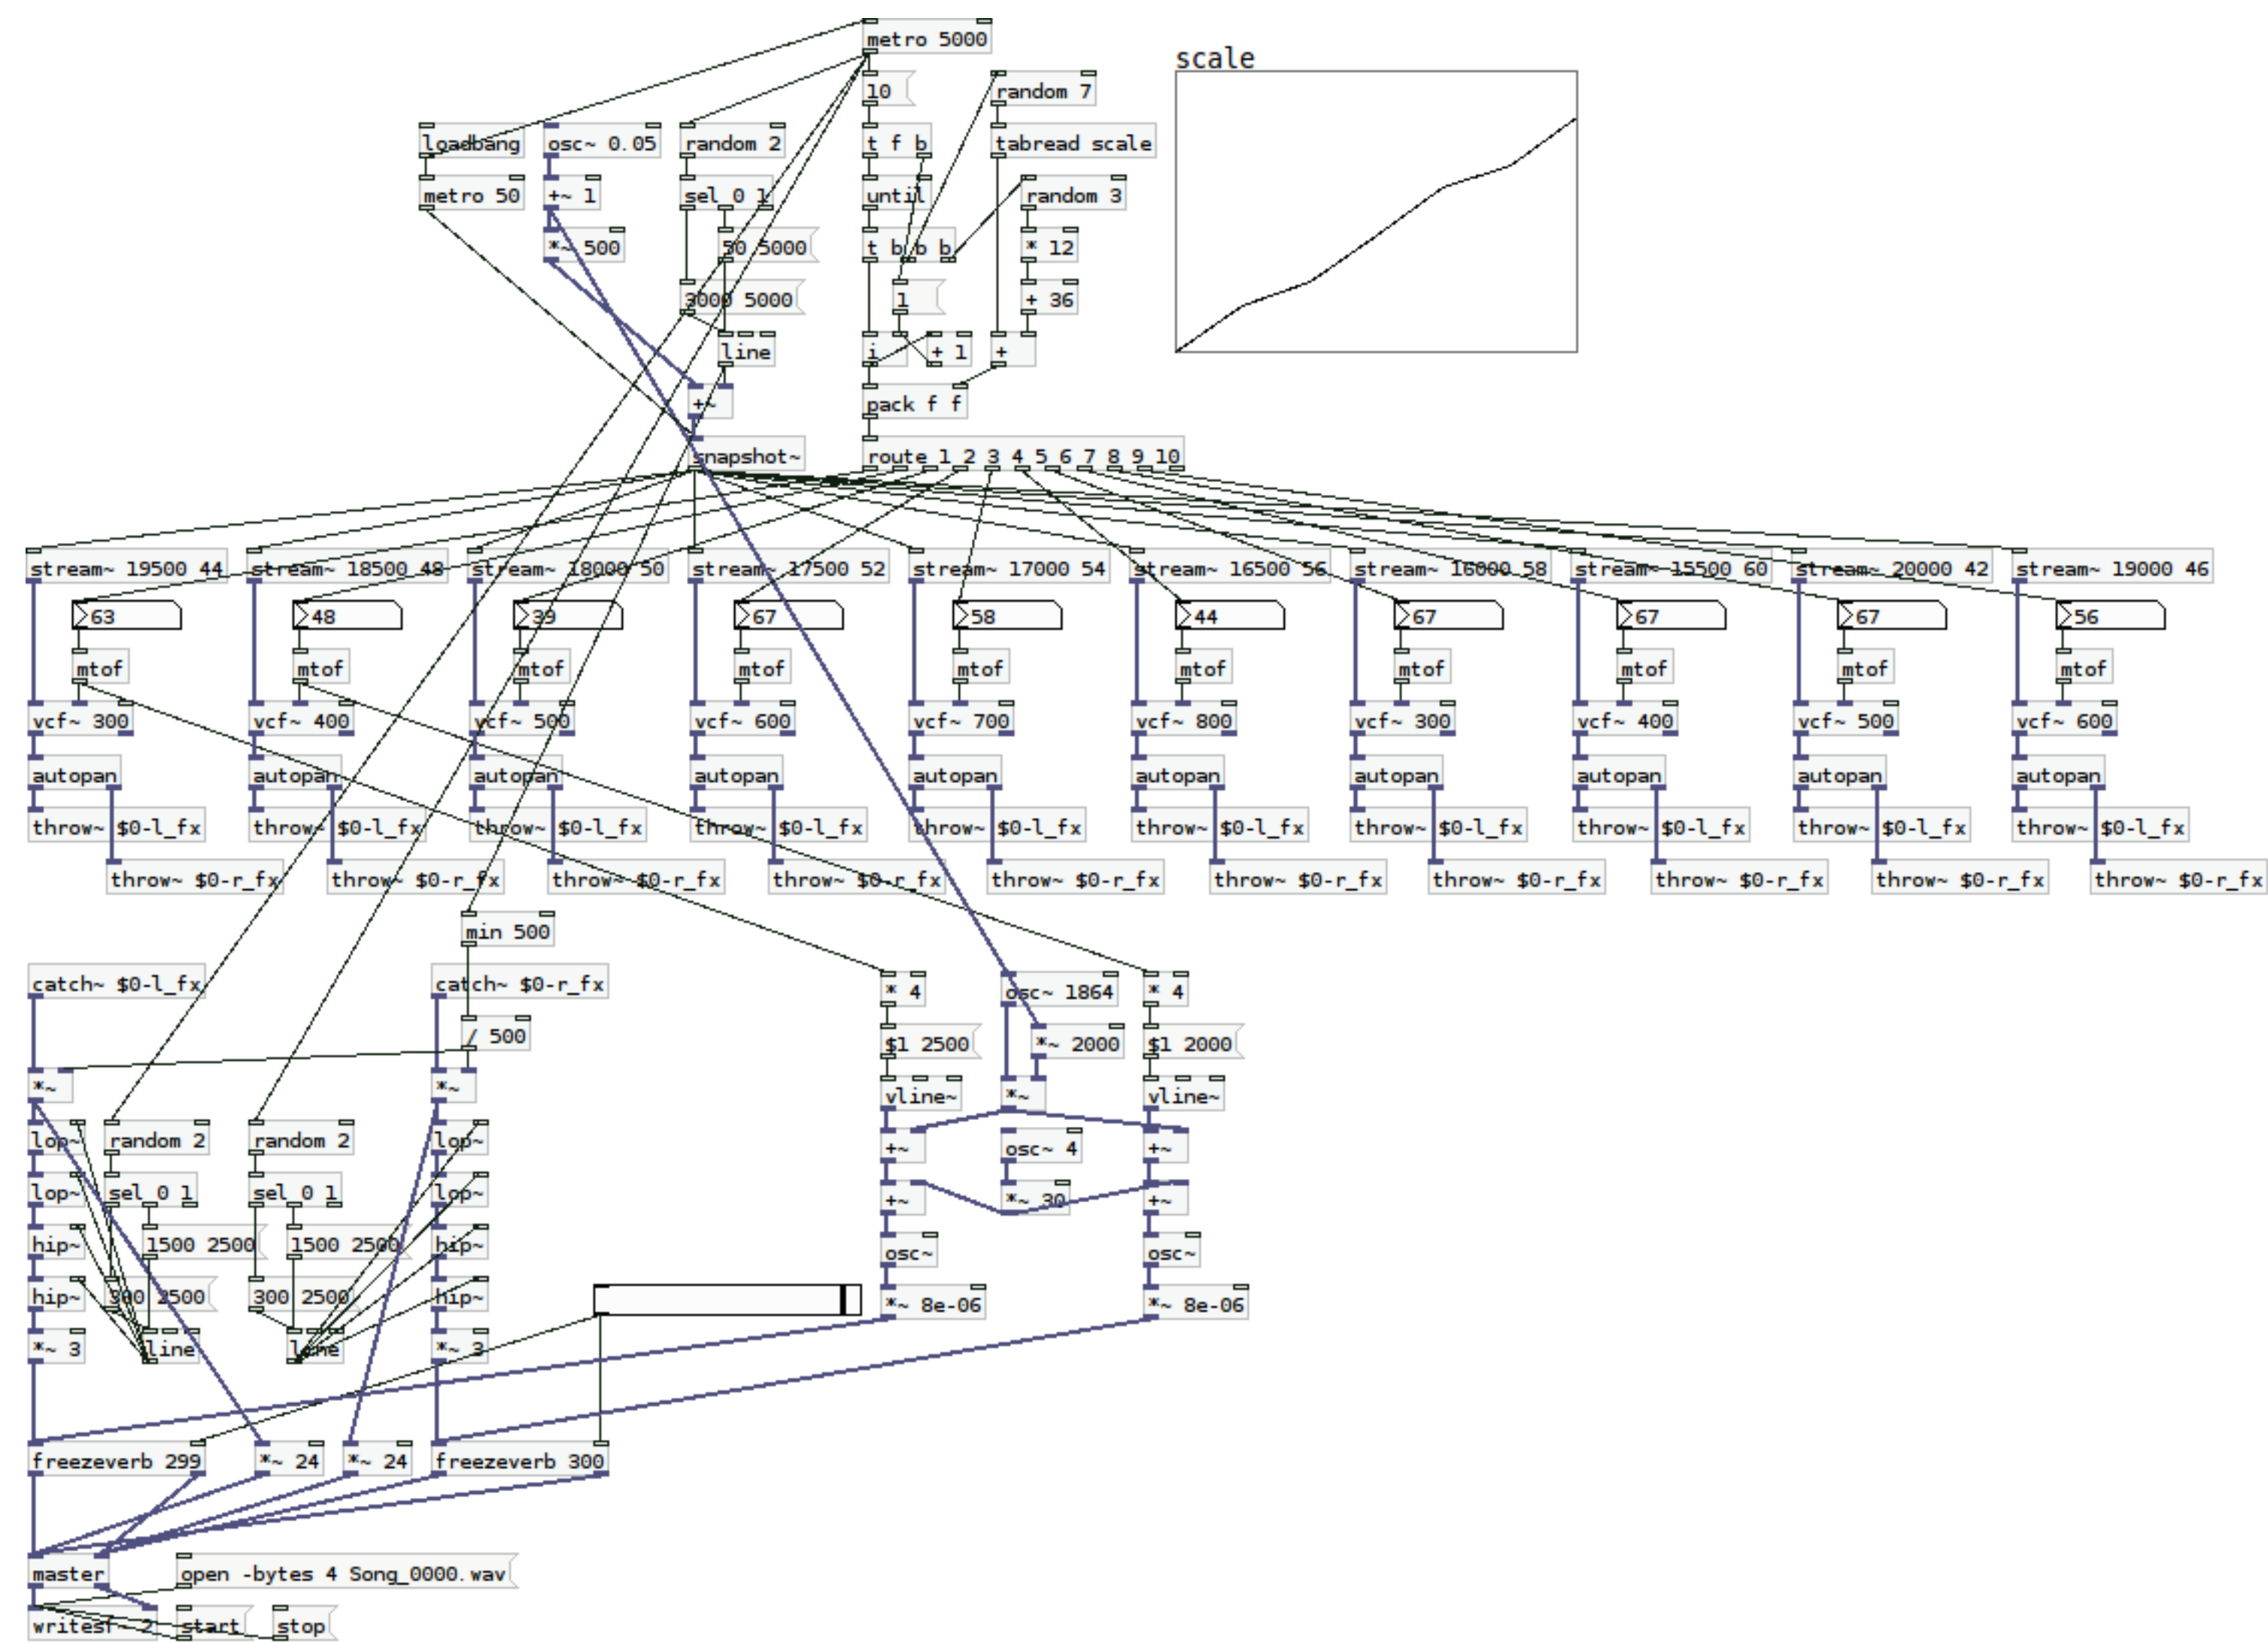 metro 5000
scale
10
random 7
loadbang
osc~ 0.05
random 2
t f b
tabread scale
metro 50
+~ 1
sel 0 1
until
random 3
*~ 500
50 5000
t b b b
* 12
3000 5000
1
+ 36
line
i
+ 1
+
+~
pack f f
snapshot~
route 1 2 3 4 5 6 7 8 9 10
stream~ 19500 44
stream~ 18500 48
stream~ 18000 50
stream~ 17500 52
stream~ 17000 54
stream~ 16500 56
stream~ 16000 58
stream~ 15500 60
stream~ 20000 42
stream~ 19000 46
63
48
39
67
58
44
67
67
67
56
mtof
mtof
mtof
mtof
mtof
mtof
mtof
mtof
mtof
mtof
vcf~ 300
vcf~ 400
vcf~ 500
vcf~ 600
vcf~ 700
vcf~ 800
vcf~ 300
vcf~ 400
vcf~ 500
vcf~ 600
autopan
autopan
autopan
autopan
autopan
autopan
autopan
autopan
autopan
autopan
throw~ $0-l_fx
throw~ $0-l_fx
throw~ $0-l_fx
throw~ $0-l_fx
throw~ $0-l_fx
throw~ $0-l_fx
throw~ $0-l_fx
throw~ $0-l_fx
throw~ $0-l_fx
throw~ $0-l_fx
throw~ $0-r_fx
throw~ $0-r_fx
throw~ $0-r_fx
throw~ $0-r_fx
throw~ $0-r_fx
throw~ $0-r_fx
throw~ $0-r_fx
throw~ $0-r_fx
throw~ $0-r_fx
throw~ $0-r_fx
min 500
catch~ $0-l_fx
catch~ $0-r_fx
* 4
osc~ 1864
* 4
/ 500
$1 2500
*~ 2000
$1 2000
*~
*~
vline~
*~
vline~
lop~
random 2
random 2
lop~
+~
osc~ 4
+~
lop~
sel 0 1
sel 0 1
lop~
+~
*~ 30
+~
hip~
1500 2500
1500 2500
hip~
osc~
osc~
hip~
300 2500
300 2500
hip~
*~ 8e-06
*~ 8e-06
*~ 3
line
line
*~ 3
freezeverb 299
*~ 24
*~ 24
freezeverb 300
master
open -bytes 4 Song_0000.wav
writesf~ 2
start
stop